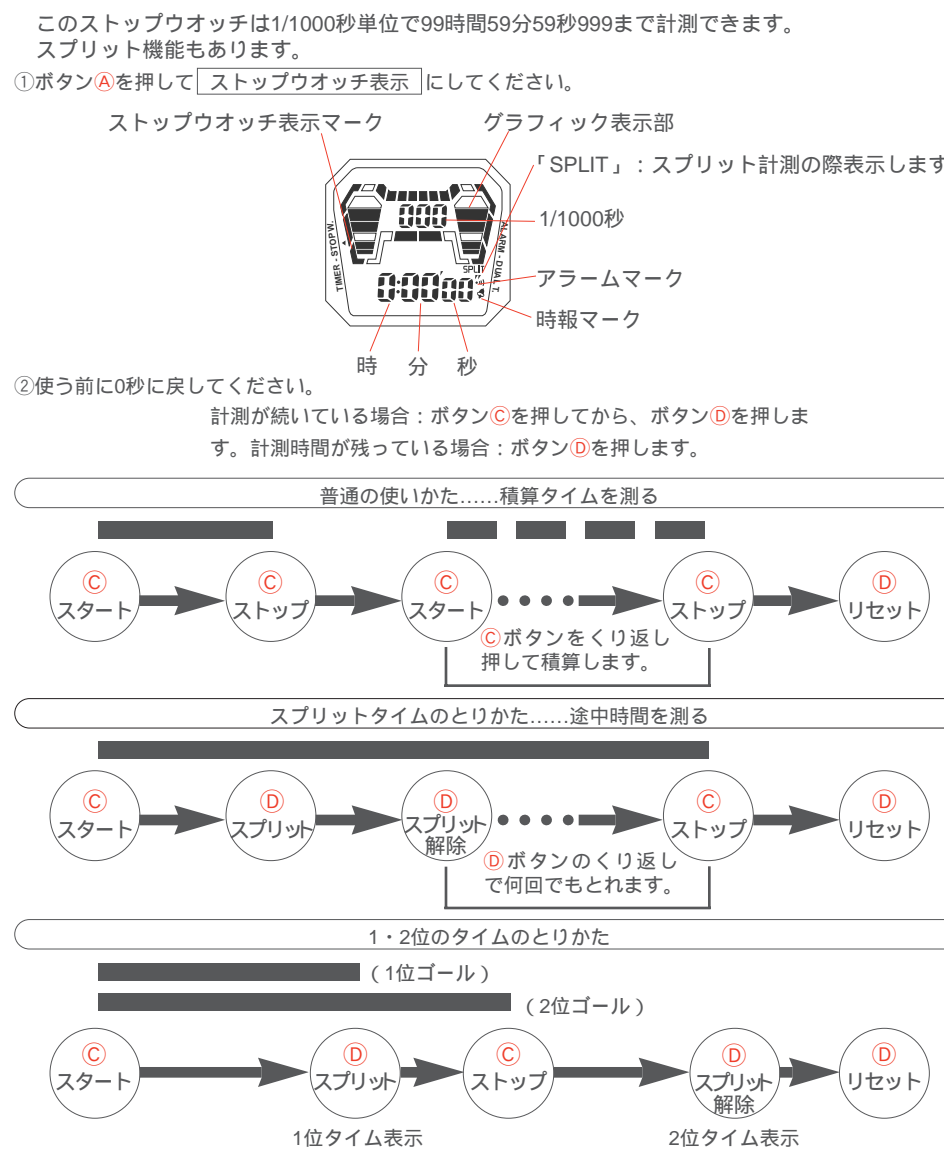 このストップウオッチは1/1000秒単位で99時間59分59秒999まで計測できます。
スプリット機能もあります。
①ボタンⒶを押して ストップウオッチ表示 にしてください。
ストップウオッチ表示マーク
グラフィック表示部
「SPLIT」：スプリット計測の際表示します
1/1000秒
アラームマーク
時報マーク
TIMER - STOPW.
ALARM - DUAL T.
000
SPLIT
0:00'00"
時 分 秒
②使う前に0秒に戻してください。
計測が続いている場合：ボタンⒸを押してから、ボタンⒹを押しま
す。計測時間が残っている場合：ボタンⒹを押します。
普通の使いかた……積算タイムを測る
Ⓒ Ⓒ Ⓒ Ⓒ Ⓓ
スタート ストップ スタート ストップ リセット
Ⓒボタンをくり返し
押して積算します。
スプリットタイムのとりかた……途中時間を測る
Ⓒ Ⓓ Ⓓ Ⓒ Ⓓ
スタート スプリット スプリット ストップ リセット
解除
Ⓓボタンのくり返し
で何回でもとれます。
1・2位のタイムのとりかた
（1位ゴール）
（2位ゴール）
Ⓒ Ⓓ Ⓒ Ⓓ Ⓓ
スタート スプリット ストップ スプリット リセット
解除
1位タイム表示 2位タイム表示